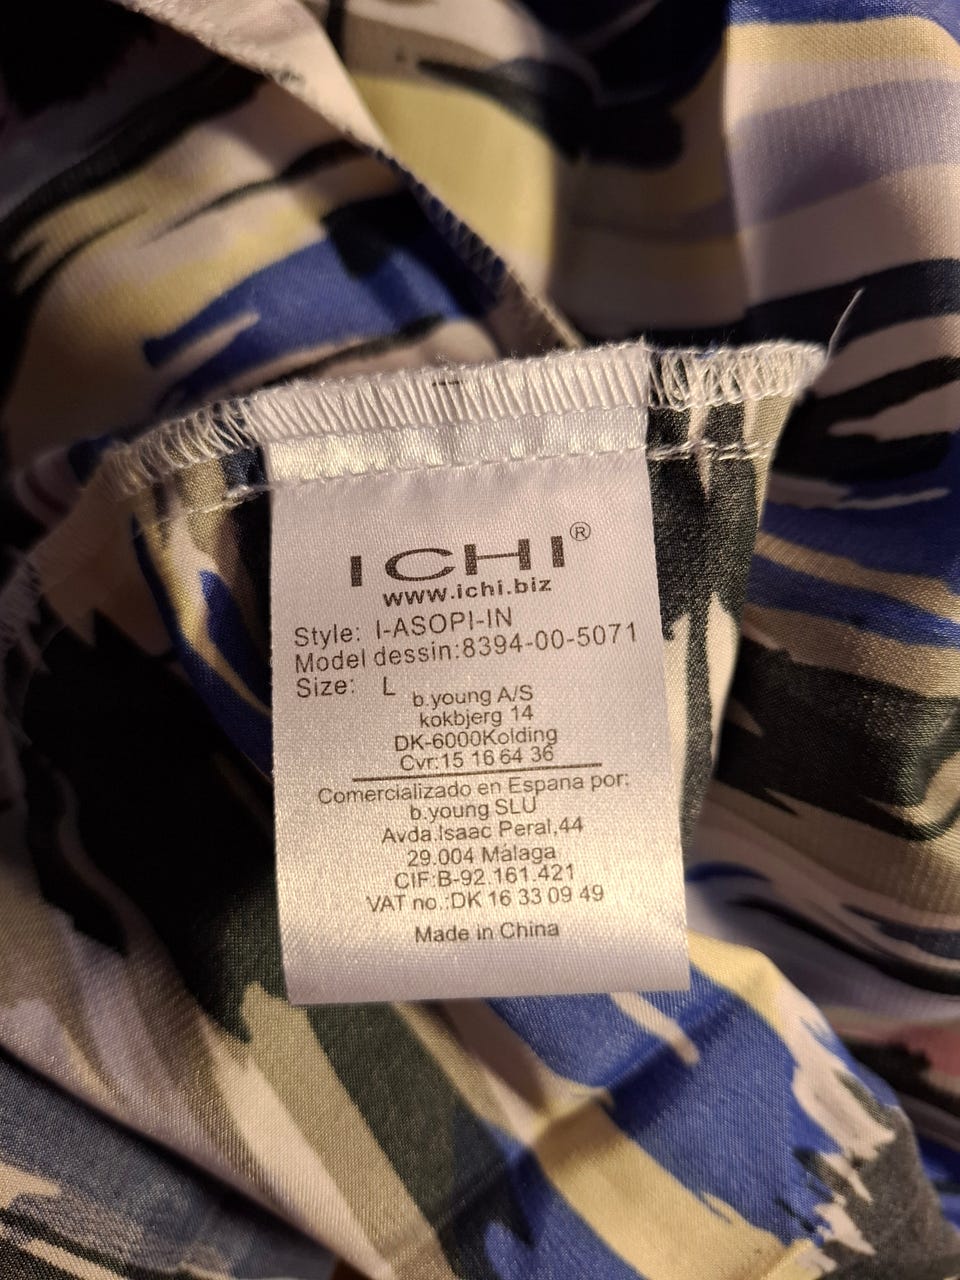 ICHI®
www.ichi.biz
Style: I-ASOPI-IN
Model dessin:8394-00-5071
Size: L
b.young A/S
kokbjerg 14
DK-6000Kolding
Cvr:15 16 64 36
Comercializado en Espana por:
b.young SLU
Avda.Isaac Peral,44
29.004 Málaga
CIF:B-92.161.421
VAT no.:DK 16 33 09 49
Made in China